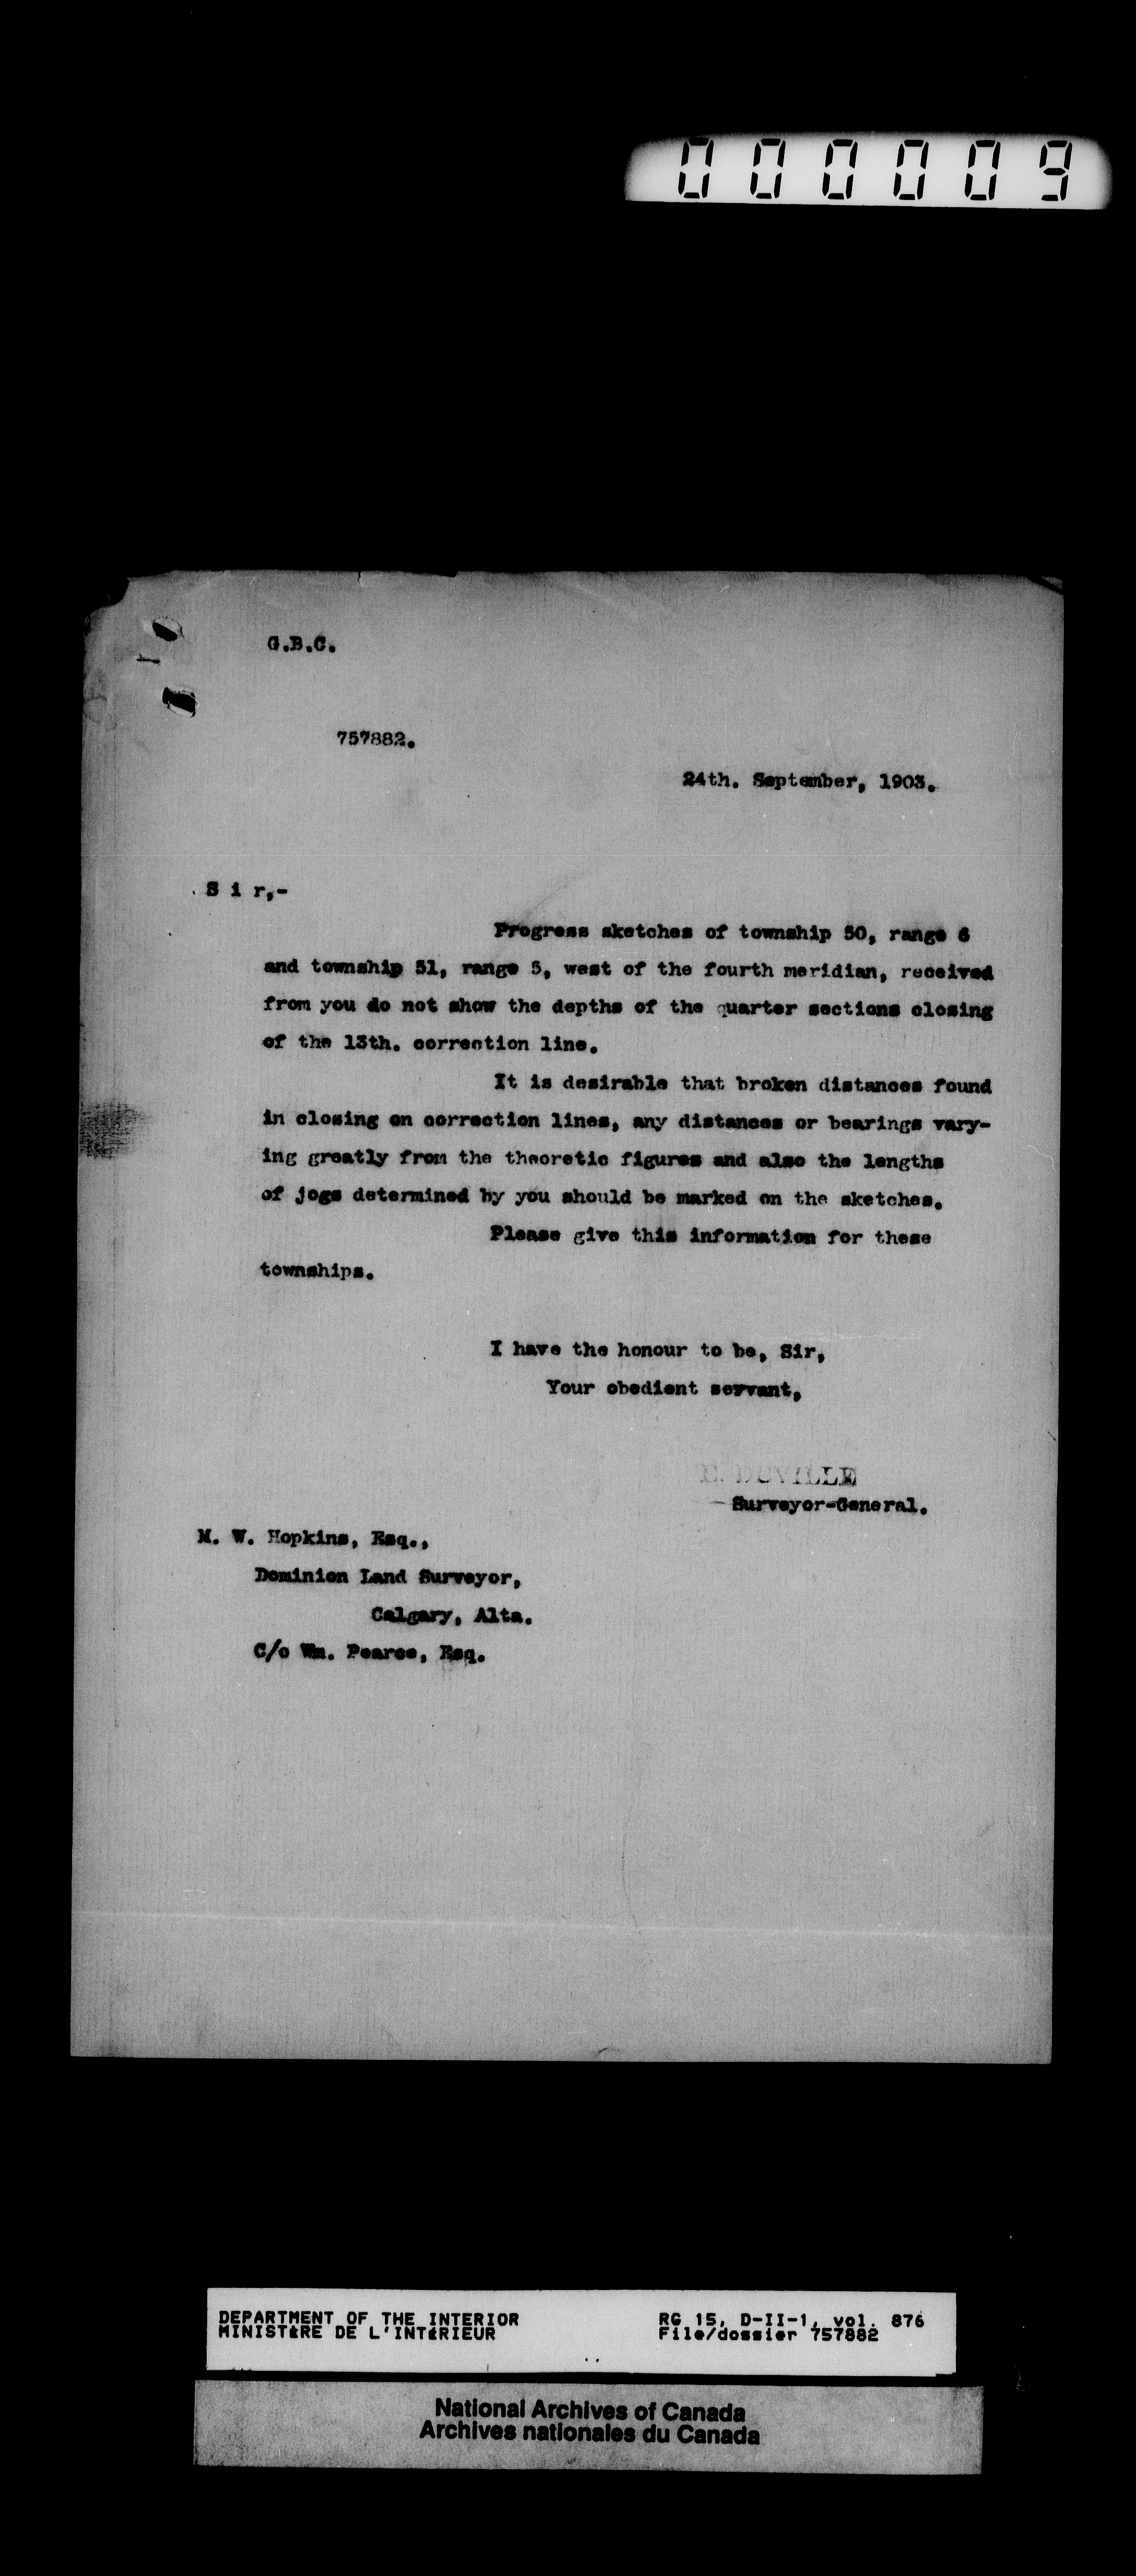 000009
G.B.C.
757882.
24th. September, 1903.
S i r,-
Progress sketches of township 50, range 6
and township 51, range 5, west of the fourth meridian, received
from you do not show the depths of the quarter sections closing
of the 13th. correction line.
It is desirable that broken distances found
in closing on correction lines, any distances or bearings vary-
ing greatly from the theoretic figures and also the lengths
of jogs determined by you should be marked on the sketches.
Please give this information for these
townships.
I have the honour to be, Sir,
Your obedient servant,
E. DEVILLE
Surveyor-General.
M. W. Hopkins, Esq.,
Dominion Land Surveyor,
Calgary, Alta.
C/o Wm. Pearce, Esq.
DEPARTMENT OF THE INTERIOR RG 15, D-II-1, vol. 876
MINISTÈRE DE L'INTÉRIEUR File/dossier 757882
National Archives of Canada
Archives nationales du Canada